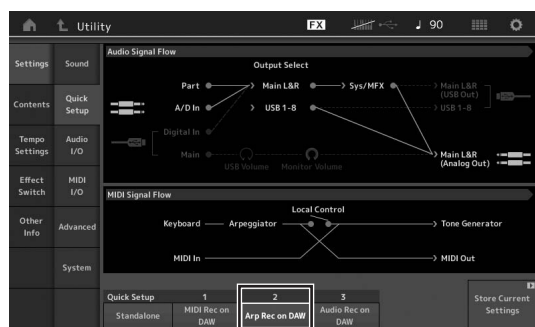 Utility
FX
♩ 90
Settings
Sound
Contents
Quick
Setup
Tempo
Settings
Audio
I/O
Effect
Switch
MIDI
I/O
Other
Info
Advanced
System
Audio Signal Flow
Output Select
Part
Main L&R
Sys/MFX
Main L&R
(USB Out)
A/D In
USB 1-8
USB 1-8
Digital In
Main
USB Volume
Monitor Volume
Main L&R
(Analog Out)
MIDI Signal Flow
Local Control
Keyboard
Arpeggiator
Tone Generator
MIDI In
MIDI Out
Quick Setup
1
2
3
Standalone
MIDI Rec on
DAW
Arp Rec on DAW
Audio Rec on
DAW
Store Current
Settings